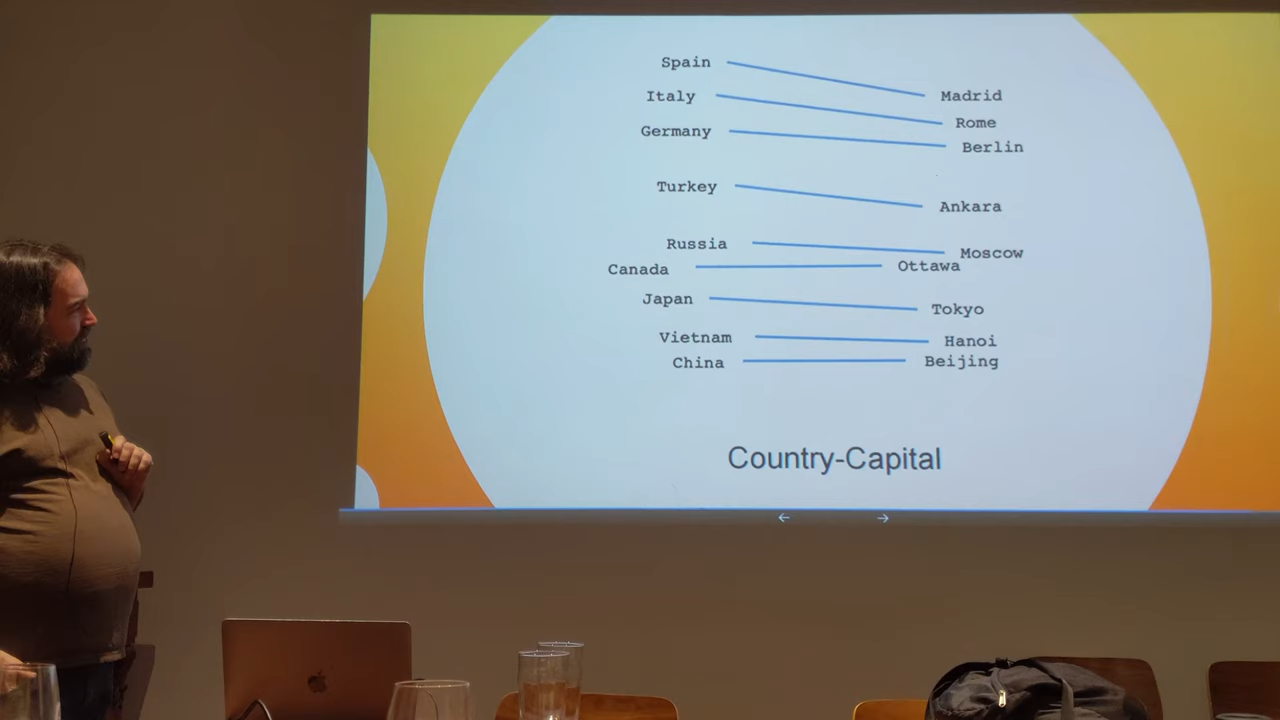 Spain Madrid
Italy Rome
Germany Berlin
Turkey Ankara
Russia Moscow
Canada Ottawa
Japan Tokyo
Vietnam Hanoi
China Beijing
Country-Capital